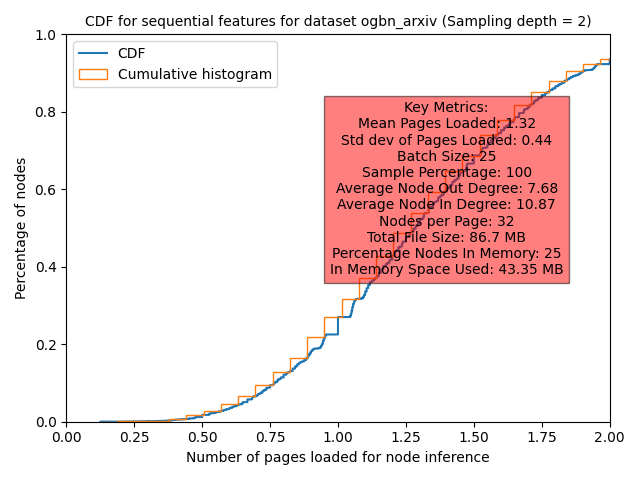 CDF for sequential features for dataset ogbn_arxiv (Sampling depth = 2)
CDF
Cumulative histogram
Key Metrics:
Mean Pages Loaded: 1.32
Std dev of Pages Loaded: 0.44
Batch Size: 25
Sample Percentage: 100
Average Node Out Degree: 7.68
Average Node In Degree: 10.87
Nodes per Page: 32
Total File Size: 86.7 MB
Percentage Nodes In Memory: 25
In Memory Space Used: 43.35 MB
Percentage of nodes
1.0
0.8
0.6
0.4
0.2
0.0
0.00 0.25 0.50 0.75 1.00 1.25 1.50 1.75 2.00
Number of pages loaded for node inference